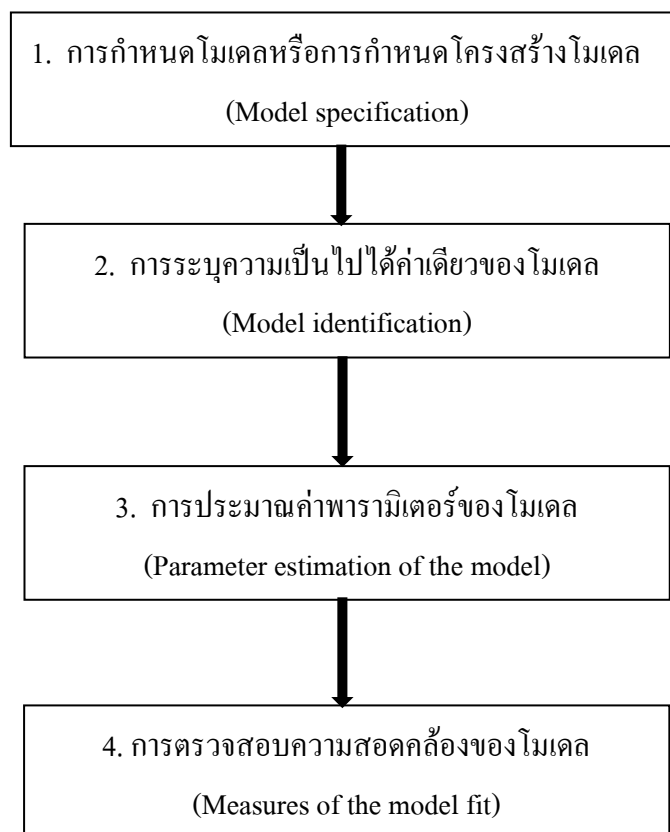 1. การกำหนดโมเดลหรือการกำหนดโครงสร้างโมเดล
(Model specification)
2. การระบุความเป็นไปได้ค่าเดียวของโมเดล
(Model identification)
3. การประมาณค่าพารามิเตอร์ของโมเดล
(Parameter estimation of the model)
4. การตรวจสอบความสอดคล้องของโมเดล
(Measures of the model fit)